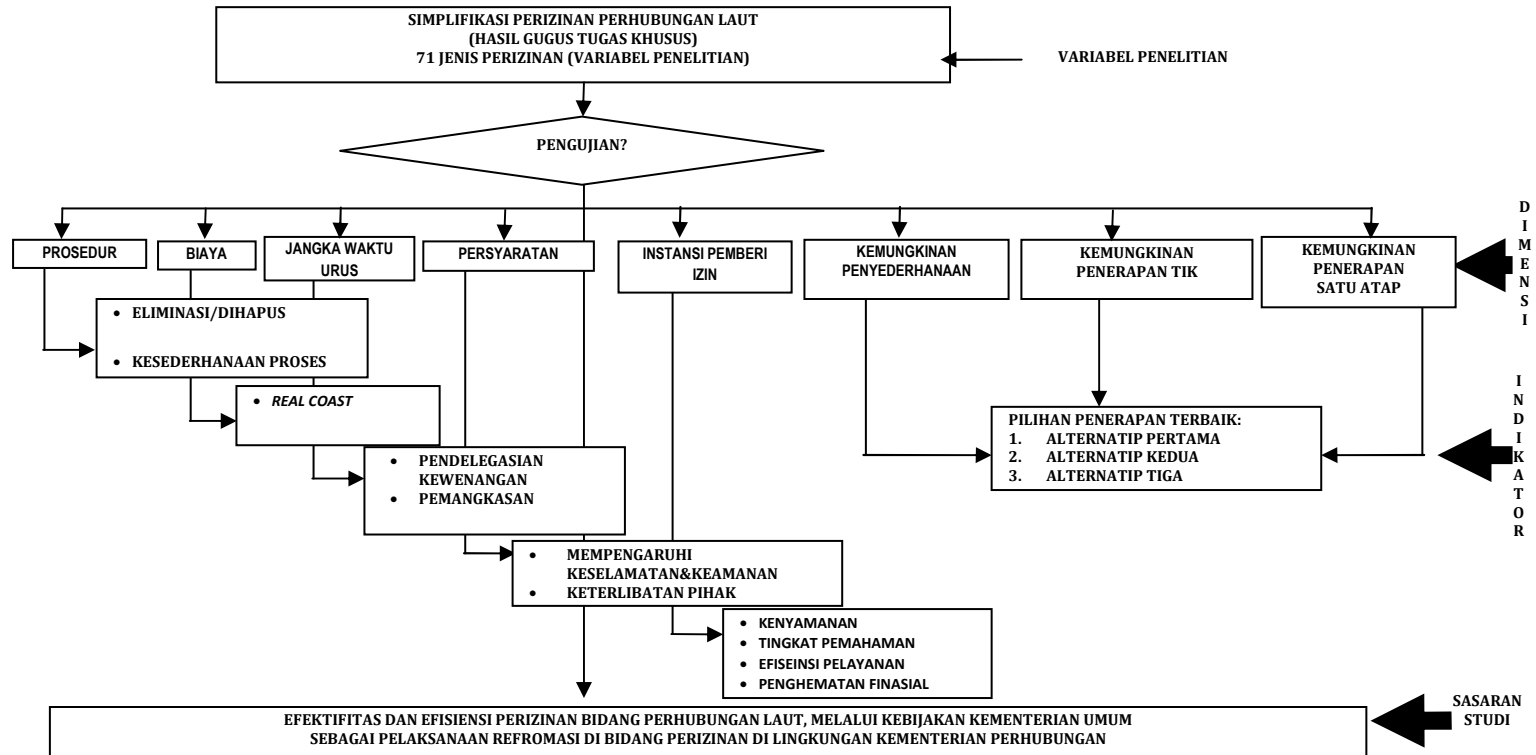 SIMPLIFIKASI PERIZINAN PERHUBUNGAN LAUT
(HASIL GUGUS TUGAS KHUSUS)
71 JENIS PERIZINAN (VARIABEL PENELITIAN)
VARIABEL PENELITIAN
PENGUJIAN?
PROSEDUR
BIAYA
JANGKA WAKTU
URUS
PERSYARATAN
INSTANSI PEMBERI
IZIN
KEMUNGKINAN
PENYEDERHANAAN
KEMUNGKINAN
PENERAPAN TIK
KEMUNGKINAN
PENERAPAN
SATU ATAP
DIMENSI
• ELIMINASI/DIHAPUS
• KESEDERHANAAN PROSES
• REAL COAST
• PENDELEGASIAN
KEWENANGAN
• PEMANGKASAN
• MEMPENGARUHI
KESELAMATAN&KEAMANAN
• KETERLIBATAN PIHAK
• KENYAMANAN
• TINGKAT PEMAHAMAN
• EFISEINSI PELAYANAN
• PENGHEMATAN FINASIAL
PILIHAN PENERAPAN TERBAIK:
1. ALTERNATIP PERTAMA
2. ALTERNATIP KEDUA
3. ALTERNATIP TIGA
INDIKATOR
EFEKTIFITAS DAN EFISIENSI PERIZINAN BIDANG PERHUBUNGAN LAUT, MELALUI KEBIJAKAN KEMENTERIAN UMUM
SEBAGAI PELAKSANAAN REFROMASI DI BIDANG PERIZINAN DI LINGKUNGAN KEMENTERIAN PERHUBUNGAN
SASARAN
STUDI